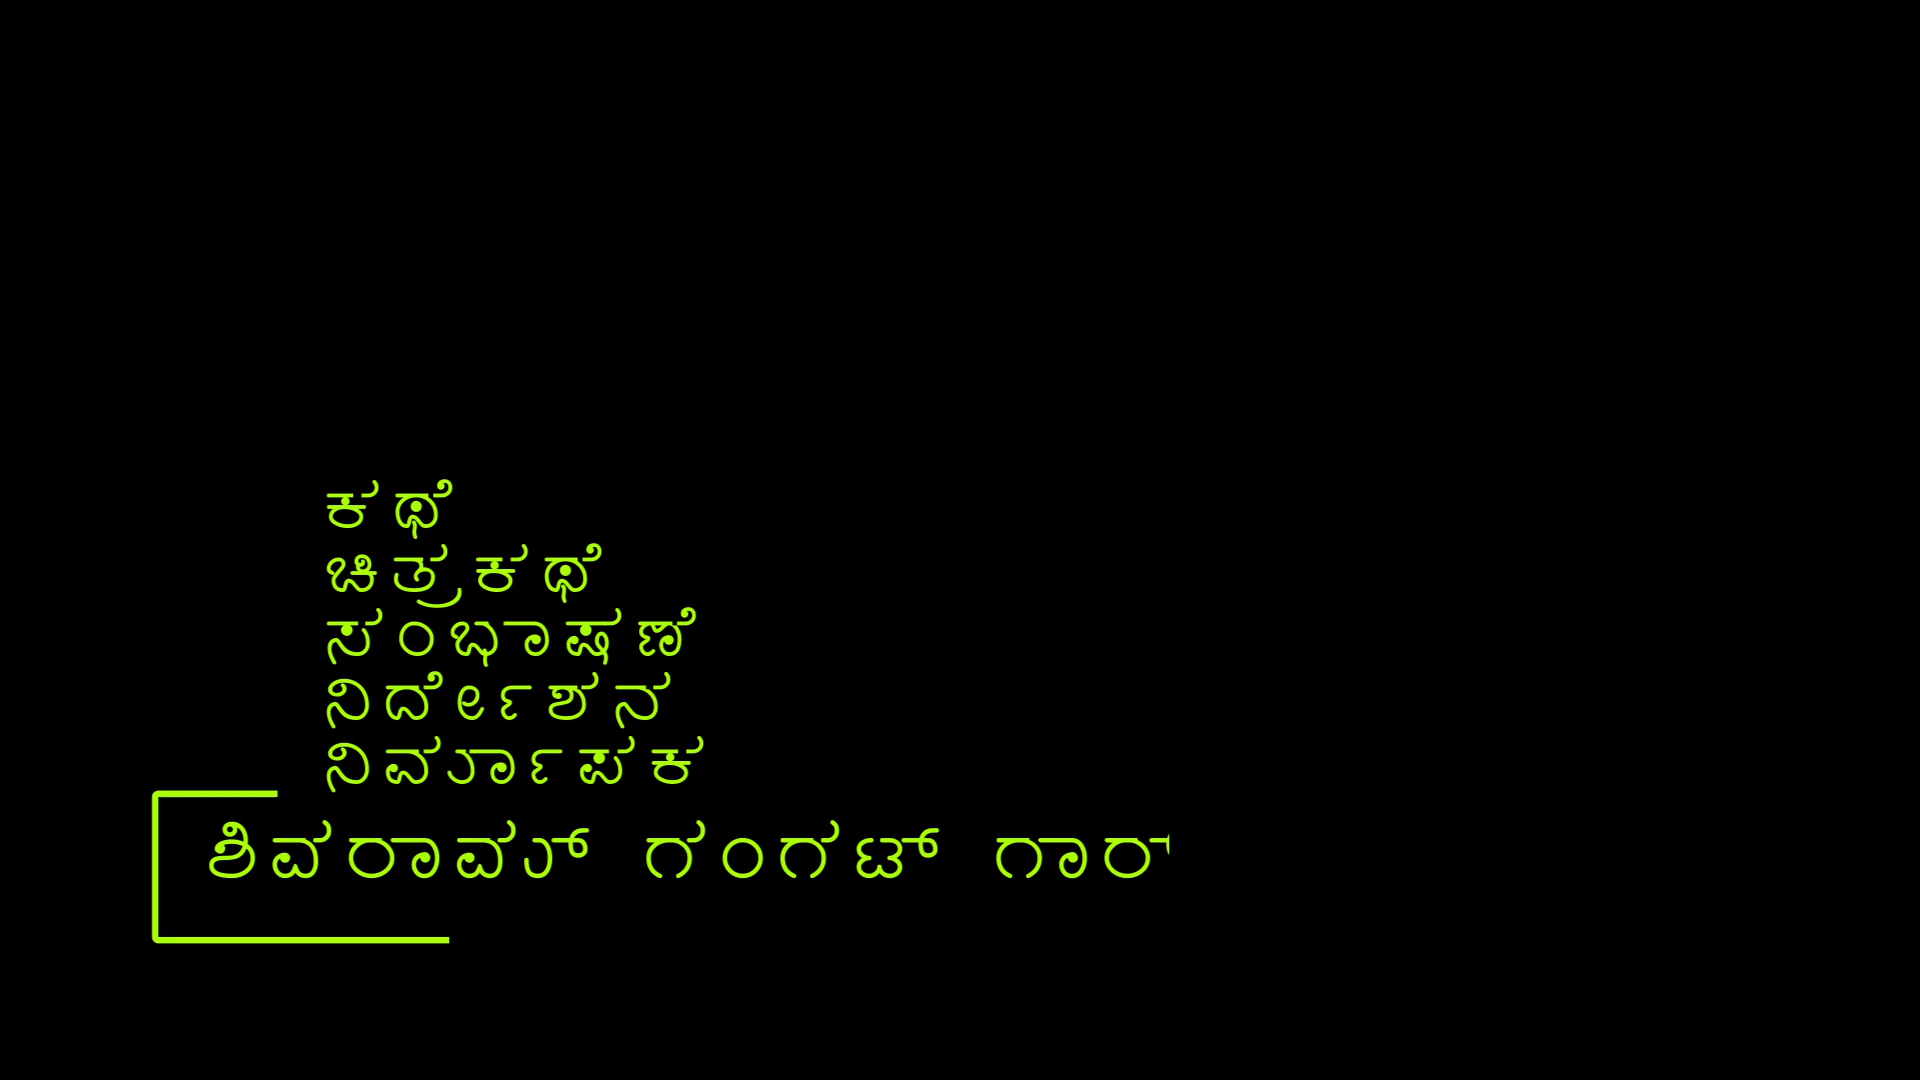 ಕಥೆ
ಚಿತ್ರಕಥೆ
ಸಂಭಾಷಣೆ
ನಿರ್ದೇಶನ
ನಿರ್ಮಾಪಕ
ಶಿವರಾಮ್ ಗಂಗಟ್